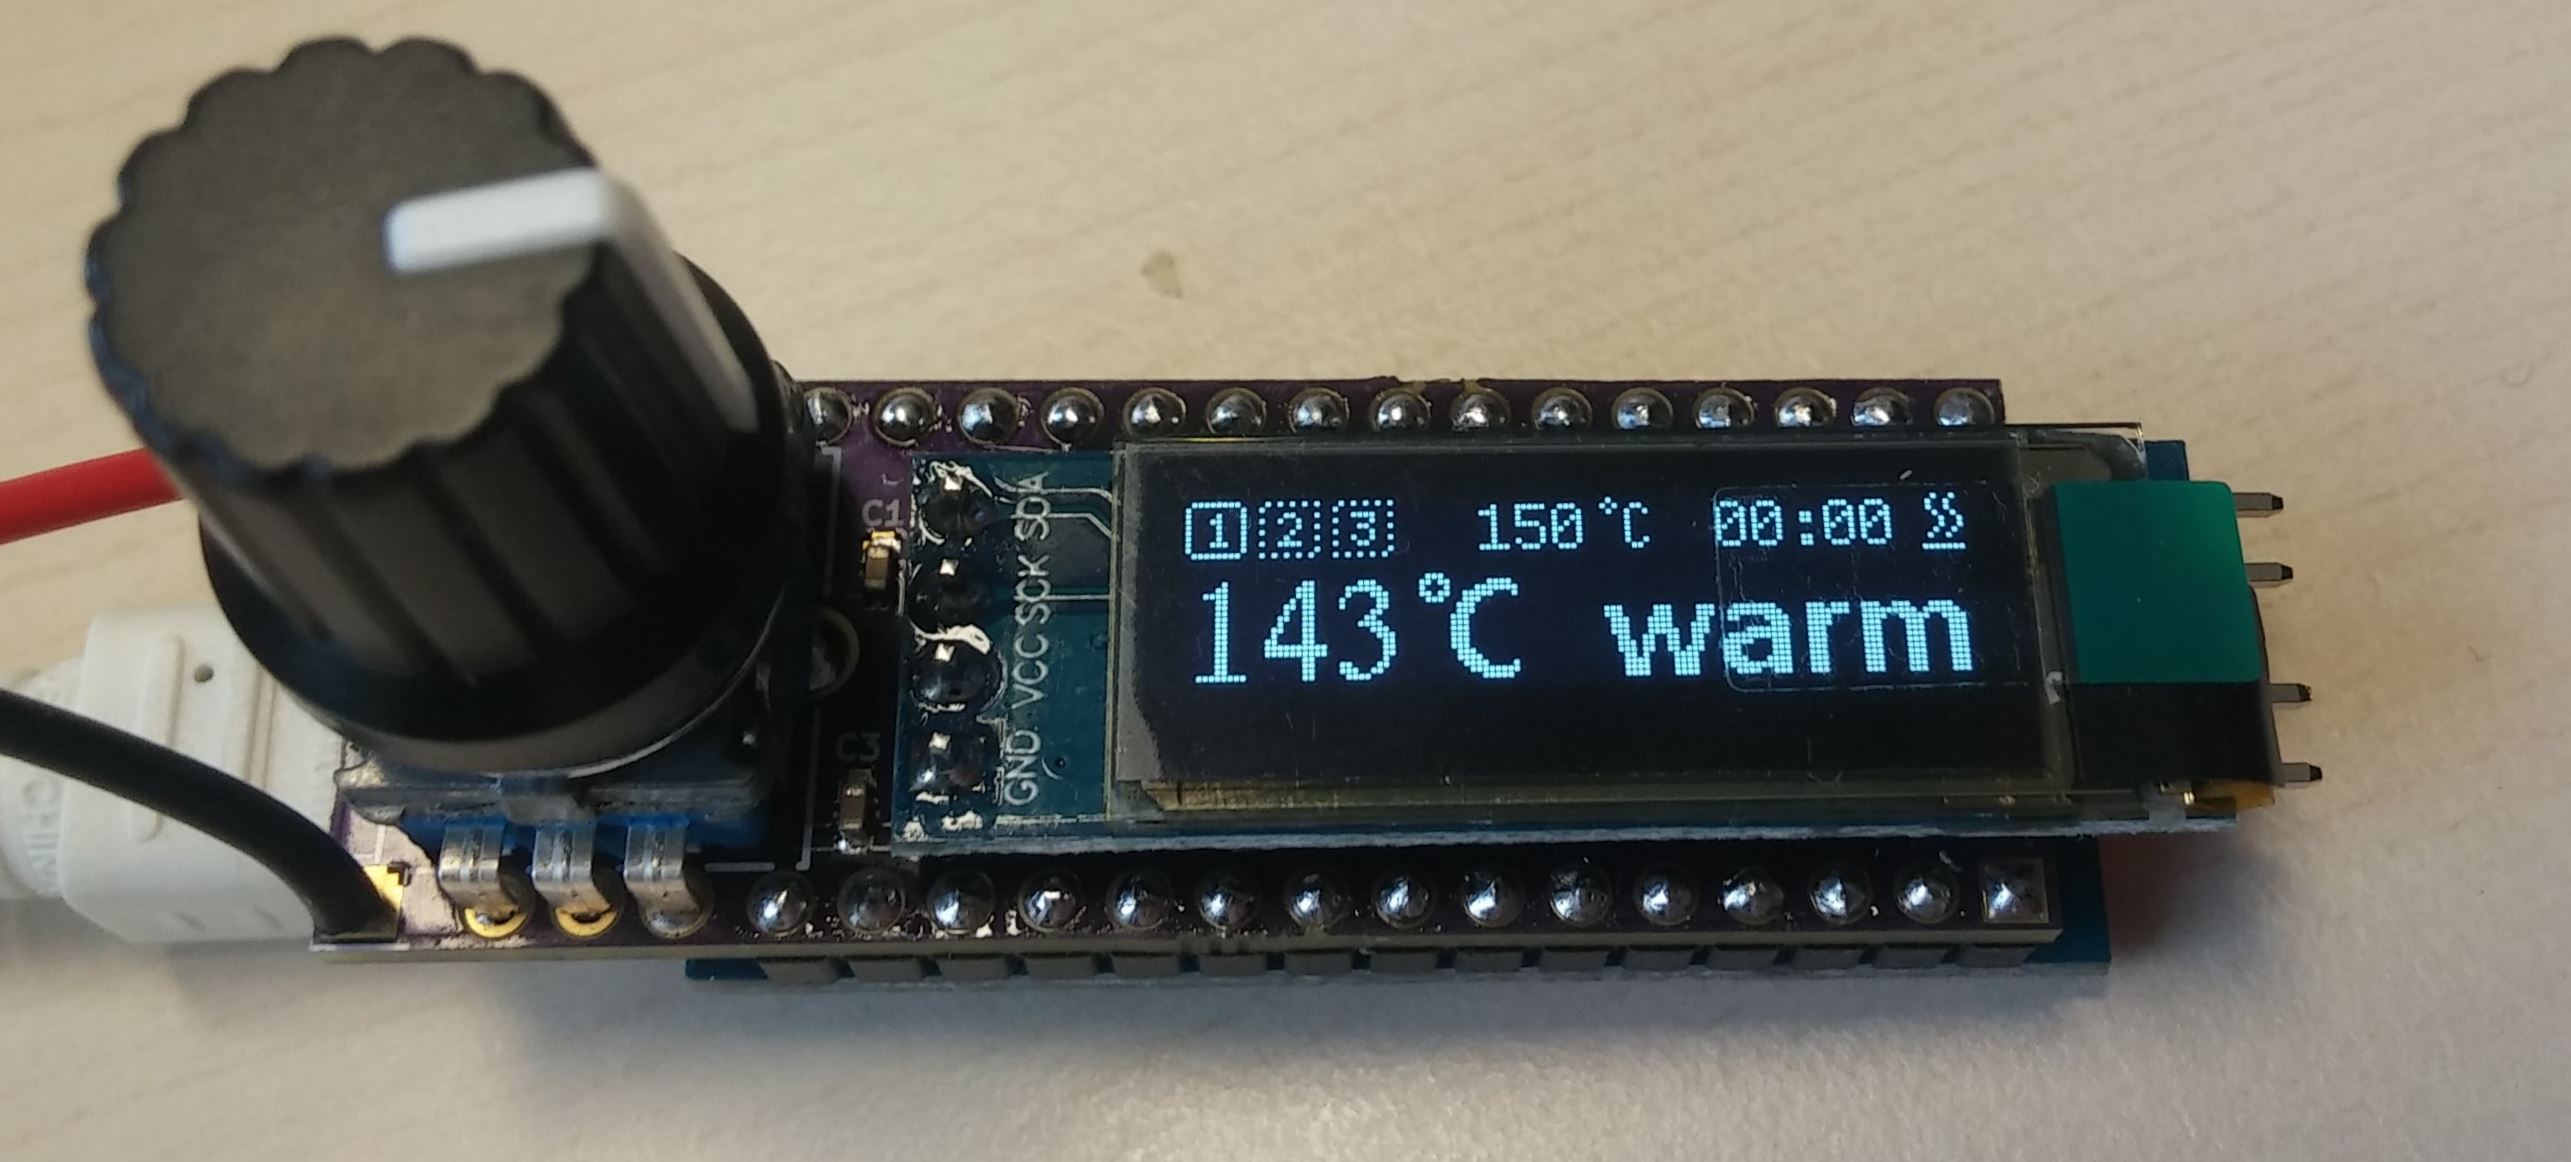 1 2 3 150 °C 00:00
143°C warm
C1
C3
GND VCC SCK SDA